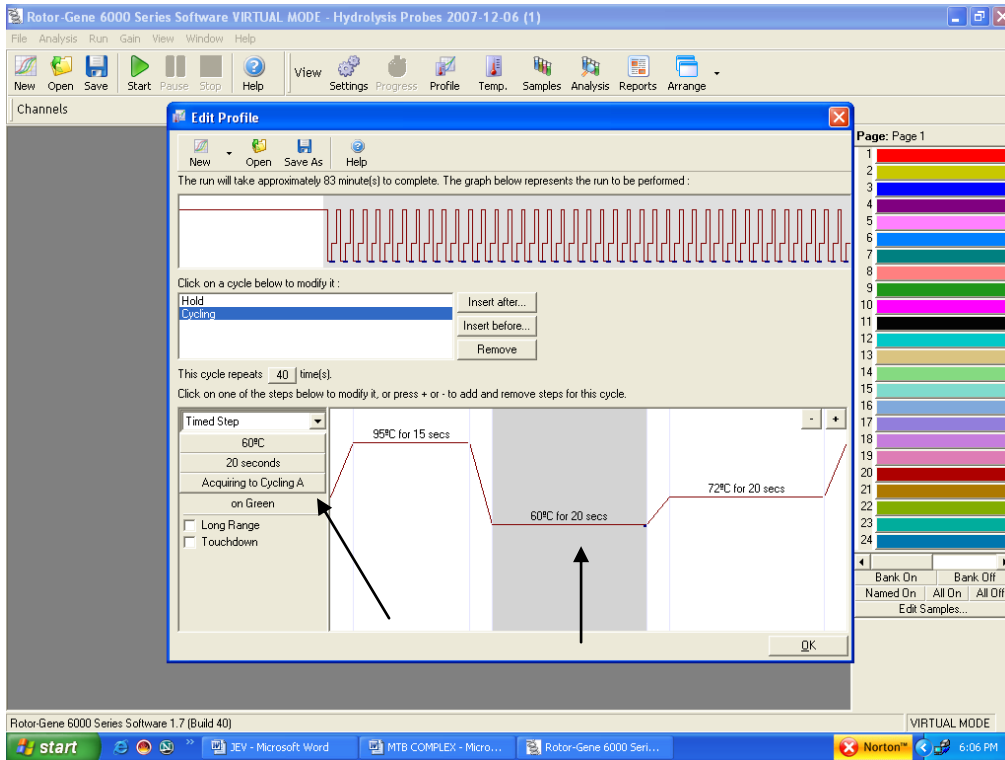 Rotor-Gene 6000 Series Software VIRTUAL MODE - Hydrolysis Probes 2007-12-06 (1)
File Analysis Run Gain View Window Help
New Open Save Start Pause Stop Help View Settings Progress Profile Temp. Samples Analysis Reports Arrange
Channels
Edit Profile
New Open Save As Help
The run will take approximately 83 minute(s) to complete. The graph below represents the run to be performed :
Click on a cycle below to modify it :
Hold
Cycling
Insert after...
Insert before...
Remove
This cycle repeats 40 time(s).
Click on one of the steps below to modify it, or press + or - to add and remove steps for this cycle.
Timed Step
60ºC
20 seconds
Acquiring to Cycling A
on Green
Long Range
Touchdown
95ºC for 15 secs
60ºC for 20 secs
72ºC for 20 secs
- +
OK
Page: Page 1
1
2
3
4
5
6
7
8
9
10
11
12
13
14
15
16
17
18
19
20
21
22
23
24
Bank On Bank Off
Named On All On All Off
Edit Samples...
Rotor-Gene 6000 Series Software 1.7 (Build 40) VIRTUAL MODE
start » JEV - Microsoft Word MTB COMPLEX - Micro... Rotor-Gene 6000 Seri... Norton™ 6:06 PM